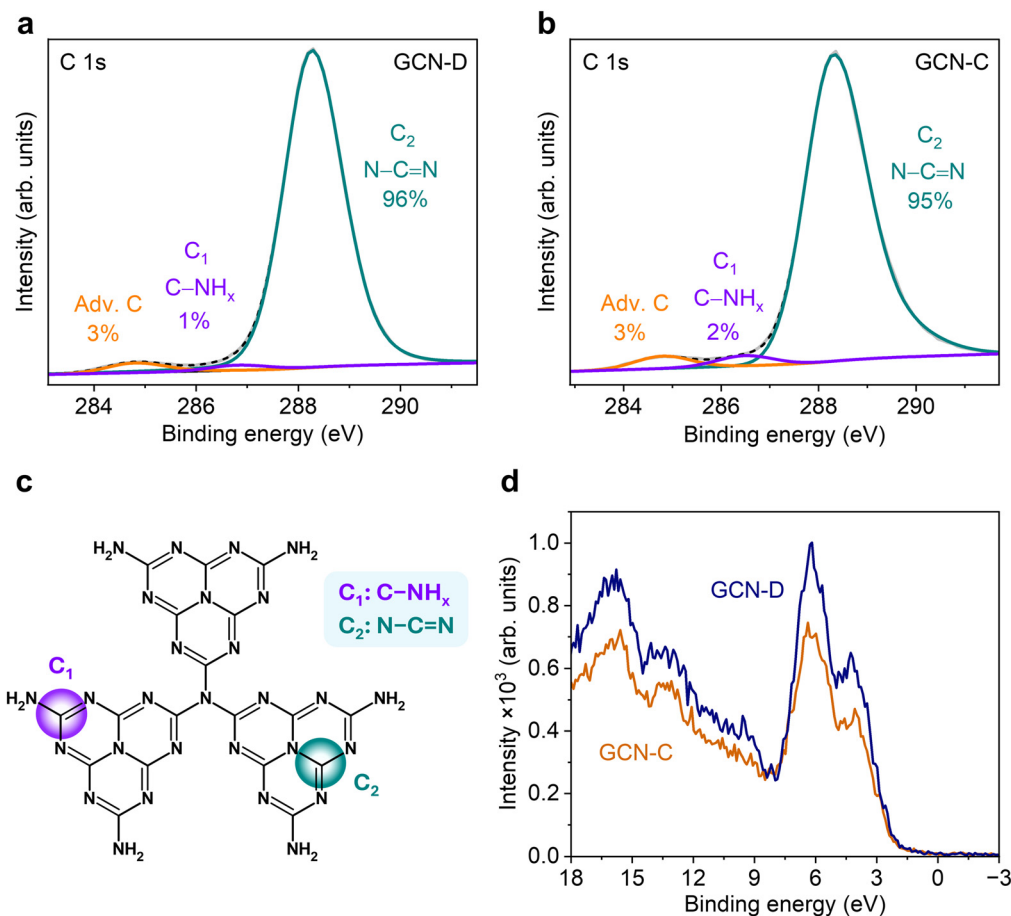 a
C 1s
GCN-D
C₂
N–C=N
96%
C₁
C–NHₓ
1%
Adv. C
3%
Intensity (arb. units)
284
286
288
290
Binding energy (eV)
b
C 1s
GCN-C
C₂
N–C=N
95%
C₁
C–NHₓ
2%
Adv. C
3%
Intensity (arb. units)
284
286
288
290
Binding energy (eV)
c
H₂N N N NH₂
N N N
N N
N
C₁: C–NHₓ
C₂: N–C=N
C₁
H₂N N N N N N NH₂
N N N N N N
N N N N
C₂
NH₂ NH₂
d
1.0
0.8
0.6
0.4
0.2
0.0
Intensity ×10³ (arb. units)
GCN-D
GCN-C
18 15 12 9 6 3 0 −3
Binding energy (eV)